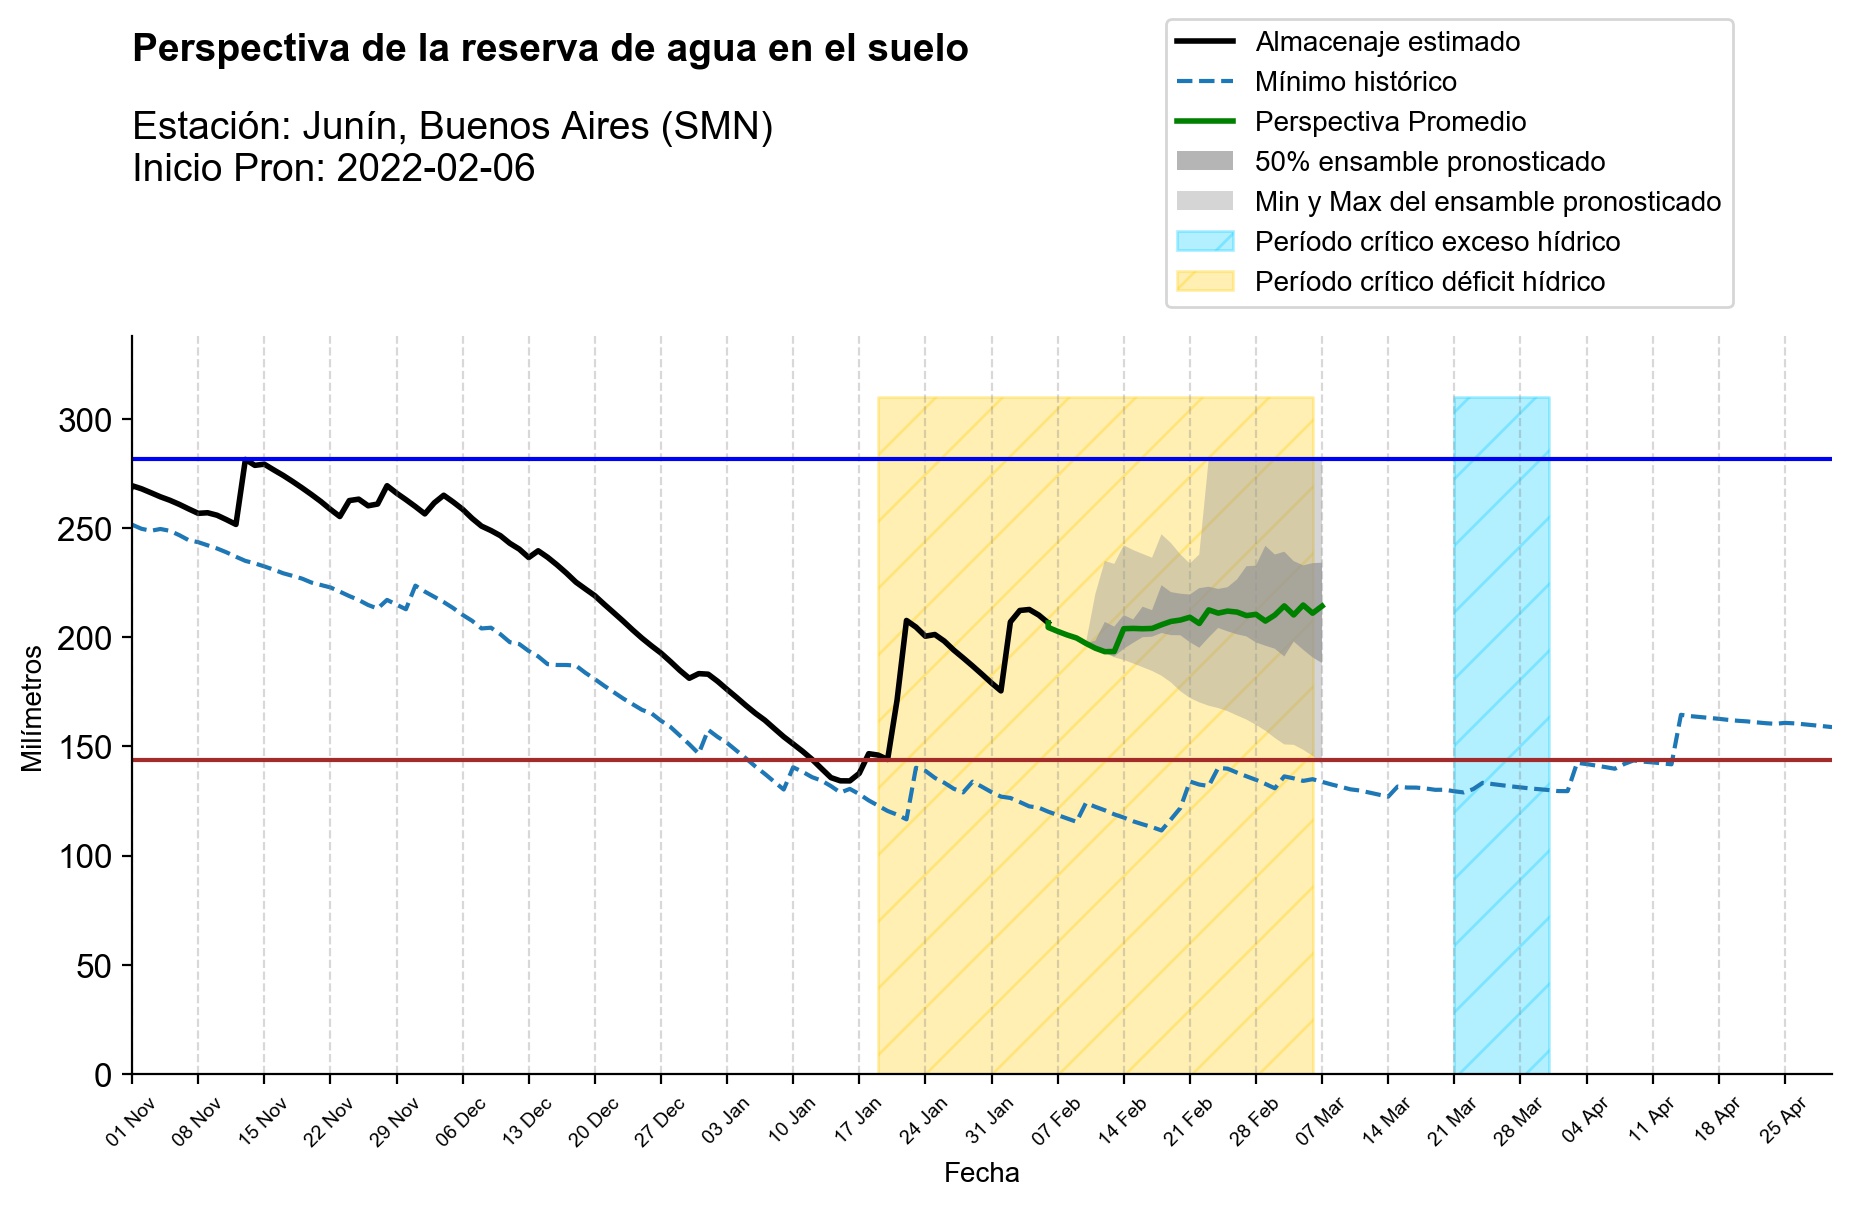 Perspectiva de la reserva de agua en el suelo
Estación: Junín, Buenos Aires (SMN)
Inicio Pron: 2022-02-06
Almacenaje estimado
Mínimo histórico
Perspectiva Promedio
50% ensamble pronosticado
Min y Max del ensamble pronosticado
Período crítico exceso hídrico
Período crítico déficit hídrico
Milímetros
300
250
200
150
100
50
0
01 Nov
08 Nov
15 Nov
22 Nov
29 Nov
06 Dec
13 Dec
20 Dec
27 Dec
03 Jan
10 Jan
17 Jan
24 Jan
31 Jan
07 Feb
14 Feb
21 Feb
28 Feb
07 Mar
14 Mar
21 Mar
28 Mar
04 Apr
11 Apr
18 Apr
25 Apr
Fecha